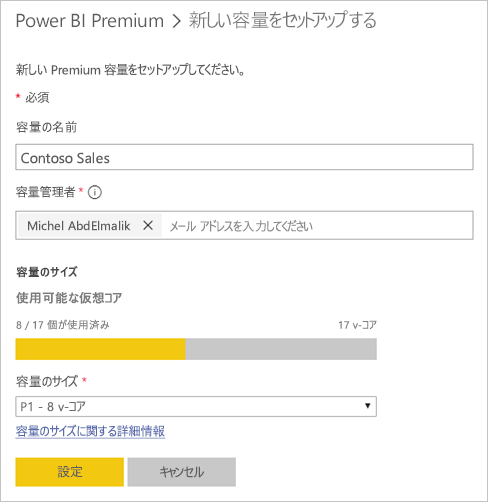 Power BI Premium > 新しい容量をセットアップする
新しい Premium 容量をセットアップしてください。
* 必須
容量の名前
Contoso Sales
容量管理者 *
Michel AbdElmalik × メール アドレスを入力してください
容量のサイズ
使用可能な仮想コア
8 / 17 個が使用済み 17 v-コア
容量のサイズ *
P1 - 8 v-コア
容量のサイズに関する詳細情報
設定 キャンセル